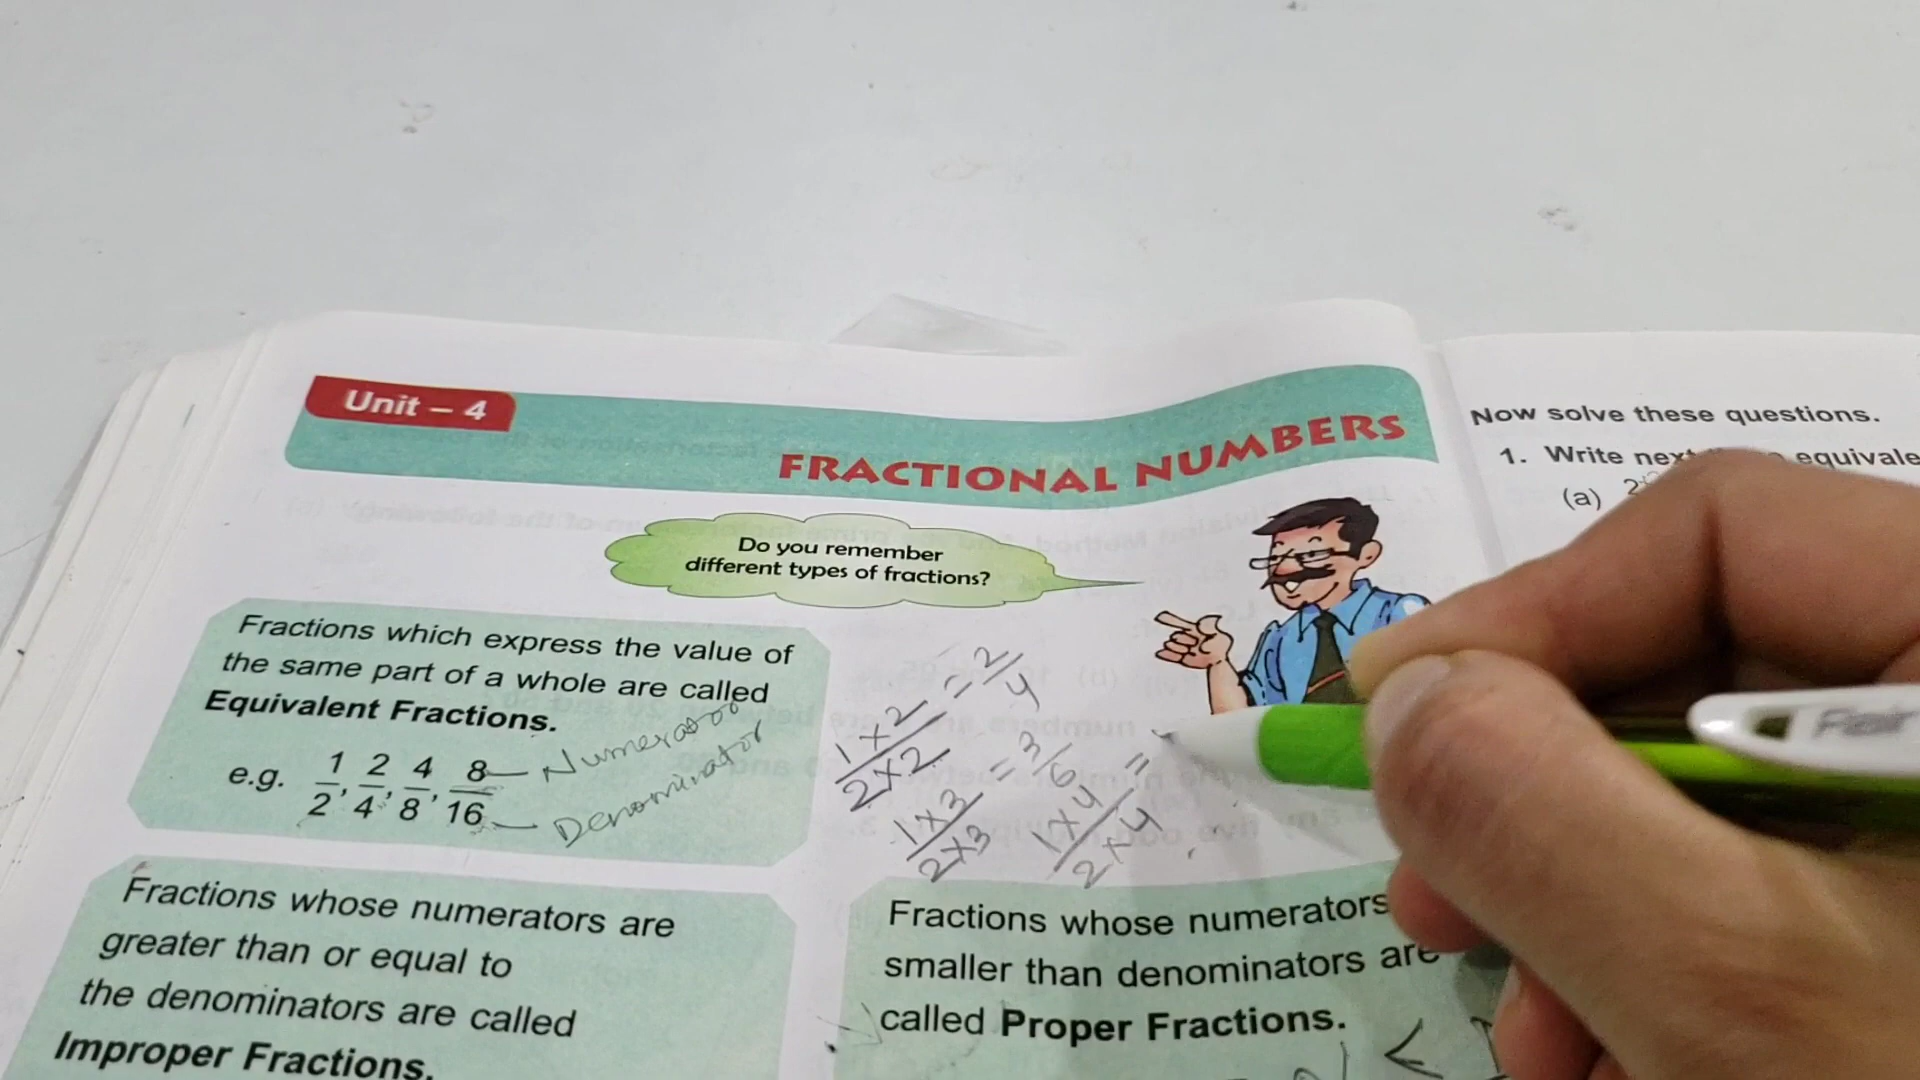 Unit – 4
FRACTIONAL NUMBERS
Do you remember
different types of fractions?
Fractions which express the value of
the same part of a whole are called
Equivalent Fractions.
e.g. 1/2, 2/4, 4/8, 8/16
Numerator
Denominator
1×2/2×2 = 2/4
1×3/2×3 = 3/6
1×4/2×4 =
Fractions whose numerators are
greater than or equal to
the denominators are called
Improper Fractions.
Fractions whose numerators
smaller than denominators are
called Proper Fractions.
Now solve these questions.
1. Write next equivale
(a) 2